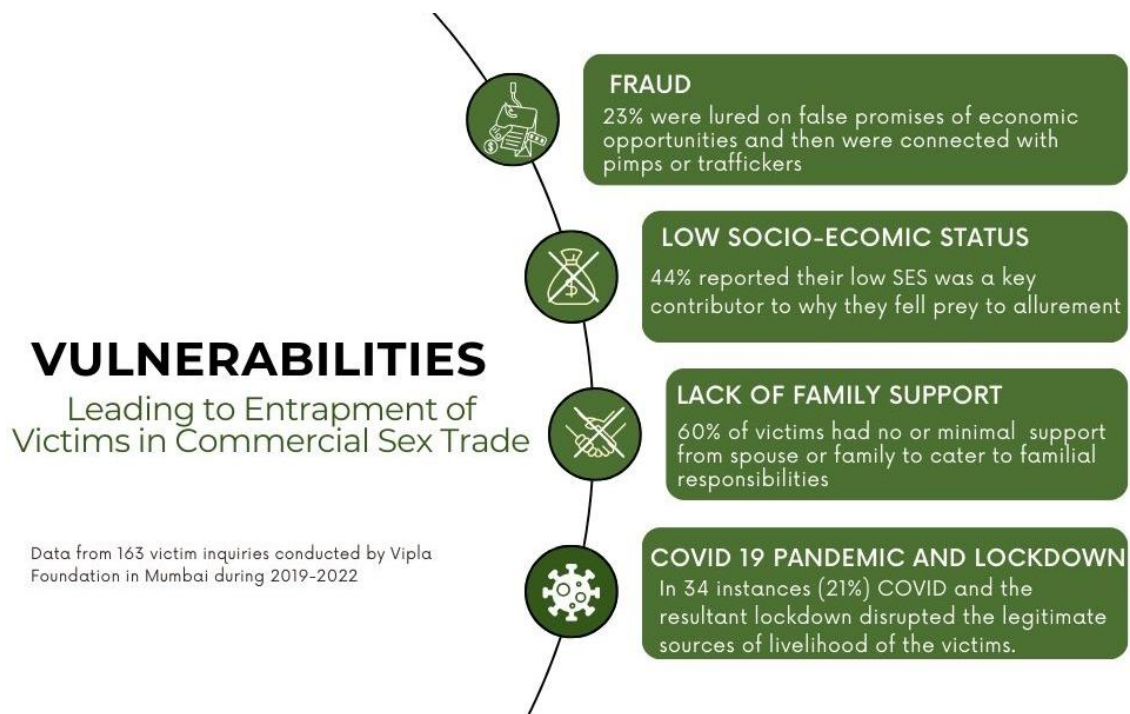 VULNERABILITIES
Leading to Entrapment of
Victims in Commercial Sex Trade
Data from 163 victim inquiries conducted by Vipla
Foundation in Mumbai during 2019-2022
FRAUD
23% were lured on false promises of economic
opportunities and then were connected with
pimps or traffickers
LOW SOCIO-ECOMIC STATUS
44% reported their low SES was a key
contributor to why they fell prey to allurement
LACK OF FAMILY SUPPORT
60% of victims had no or minimal support
from spouse or family to cater to familial
responsibilities
COVID 19 PANDEMIC AND LOCKDOWN
In 34 instances (21%) COVID and the
resultant lockdown disrupted the legitimate
sources of livelihood of the victims.